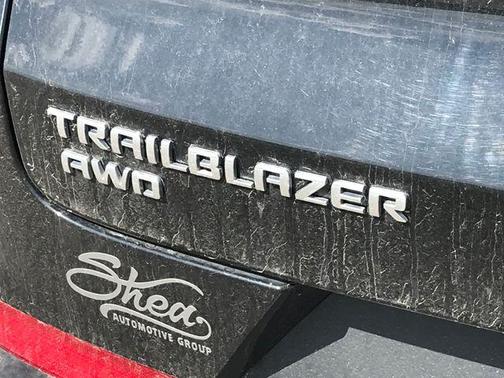 TRAILBLAZER
AWD
Shea
AUTOMOTIVE GROUP